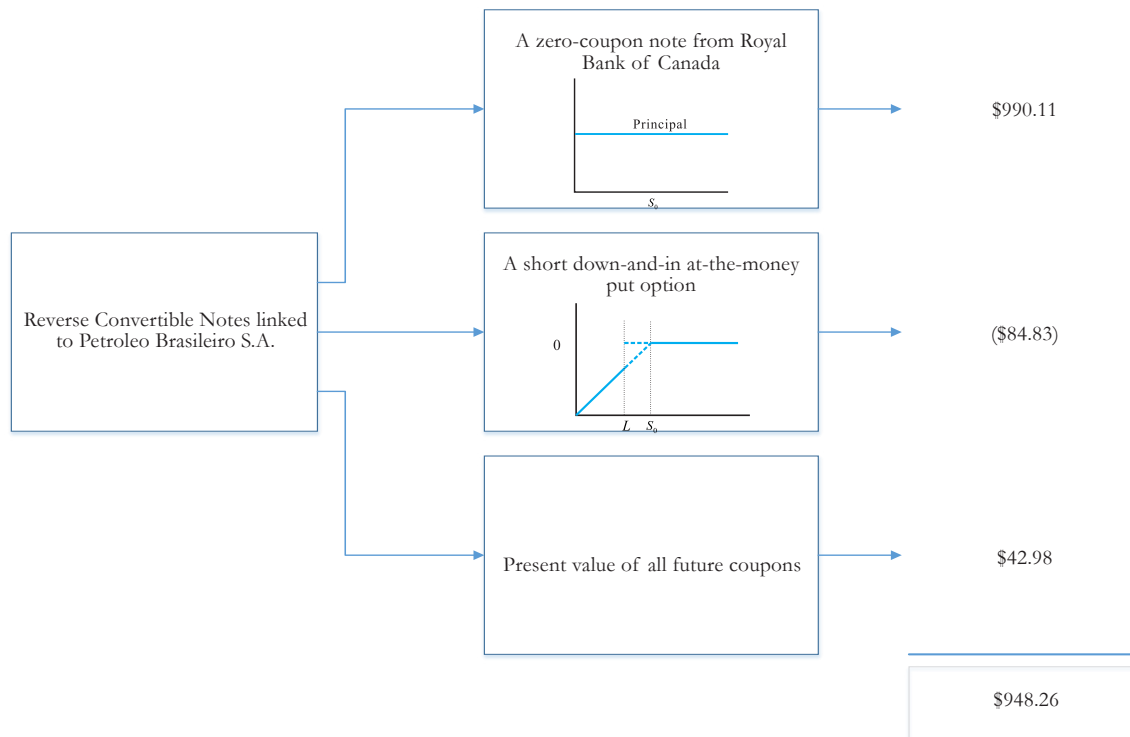 A zero-coupon note from Royal
Bank of Canada
Principal
S₀
$990.11
Reverse Convertible Notes linked
to Petroleo Brasileiro S.A.
A short down-and-in at-the-money
put option
0
L S₀
($84.83)
Present value of all future coupons
$42.98
$948.26